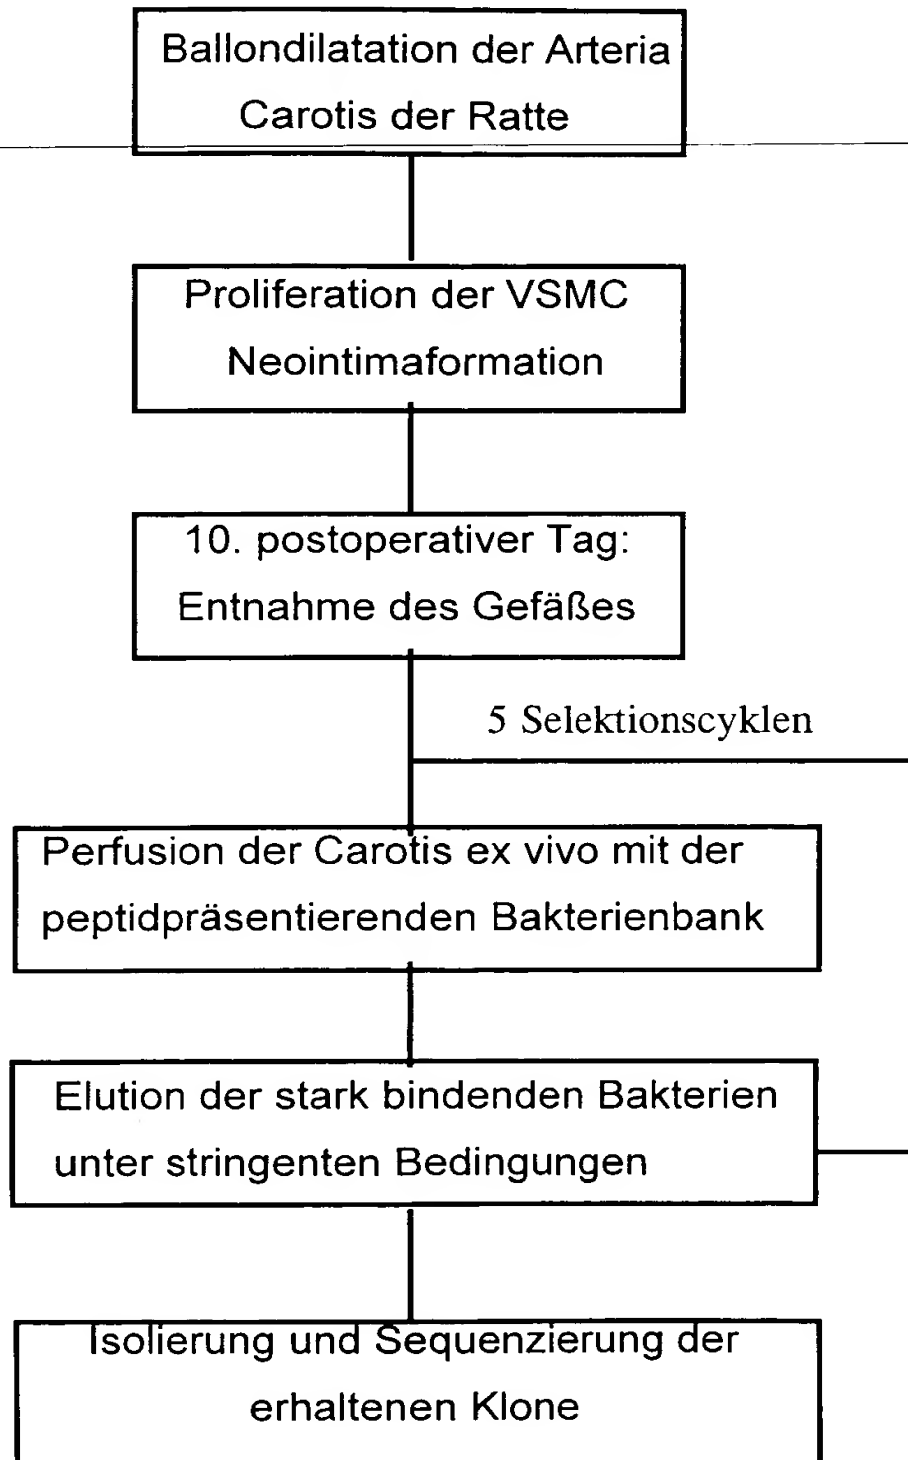 Ballondilatation der Arteria
Carotis der Ratte
Proliferation der VSMC
Neointimaformation
10. postoperativer Tag:
Entnahme des Gefäßes
5 Selektionscyklen
Perfusion der Carotis ex vivo mit der
peptidpräsentierenden Bakterienbank
Elution der stark bindenden Bakterien
unter stringenten Bedingungen
Isolierung und Sequenzierung der
erhaltenen Klone